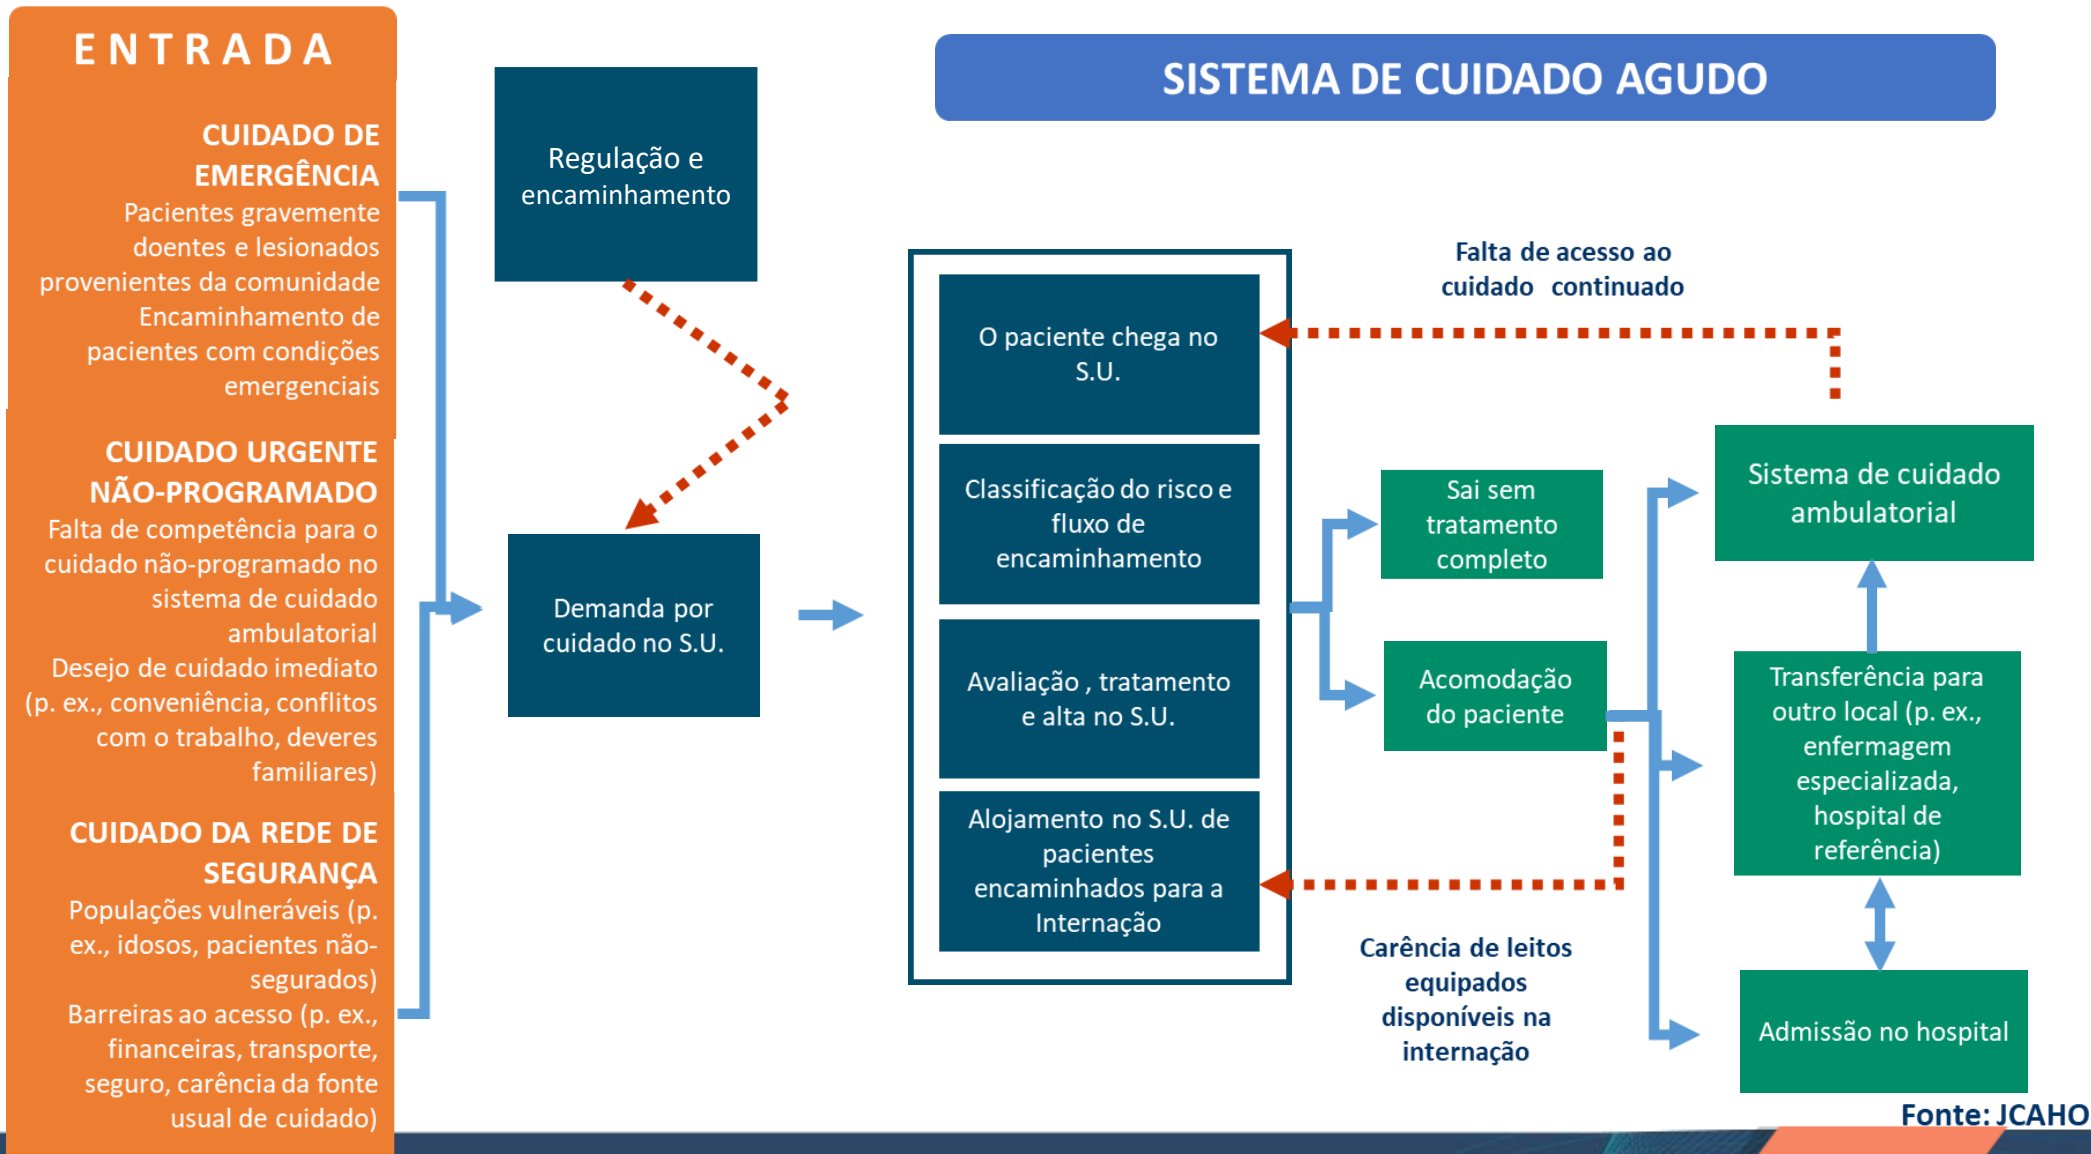 ENTRADA
CUIDADO DE
EMERGÊNCIA
Pacientes gravemente
doentes e lesionados
provenientes da comunidade
Encaminhamento de
pacientes com condições
emergenciais
CUIDADO URGENTE
NÃO-PROGRAMADO
Falta de competência para o
cuidado não-programado no
sistema de cuidado
ambulatorial
Desejo de cuidado imediato
(p. ex., conveniência, conflitos
com o trabalho, deveres
familiares)
CUIDADO DA REDE DE
SEGURANÇA
Populações vulneráveis (p.
ex., idosos, pacientes não-
segurados)
Barreiras ao acesso (p. ex.,
financeiras, transporte,
seguro, carência da fonte
usual de cuidado)
Regulação e
encaminhamento
Demanda por
cuidado no S.U.
SISTEMA DE CUIDADO AGUDO
O paciente chega no
S.U.
Classificação do risco e
fluxo de
encaminhamento
Avaliação , tratamento
e alta no S.U.
Alojamento no S.U. de
pacientes
encaminhados para a
Internação
Falta de acesso ao
cuidado continuado
Sai sem
tratamento
completo
Acomodação
do paciente
Carência de leitos
equipados
disponíveis na
internação
Sistema de cuidado
ambulatorial
Transferência para
outro local (p. ex.,
enfermagem
especializada,
hospital de
referência)
Admissão no hospital
Fonte: JCAHO